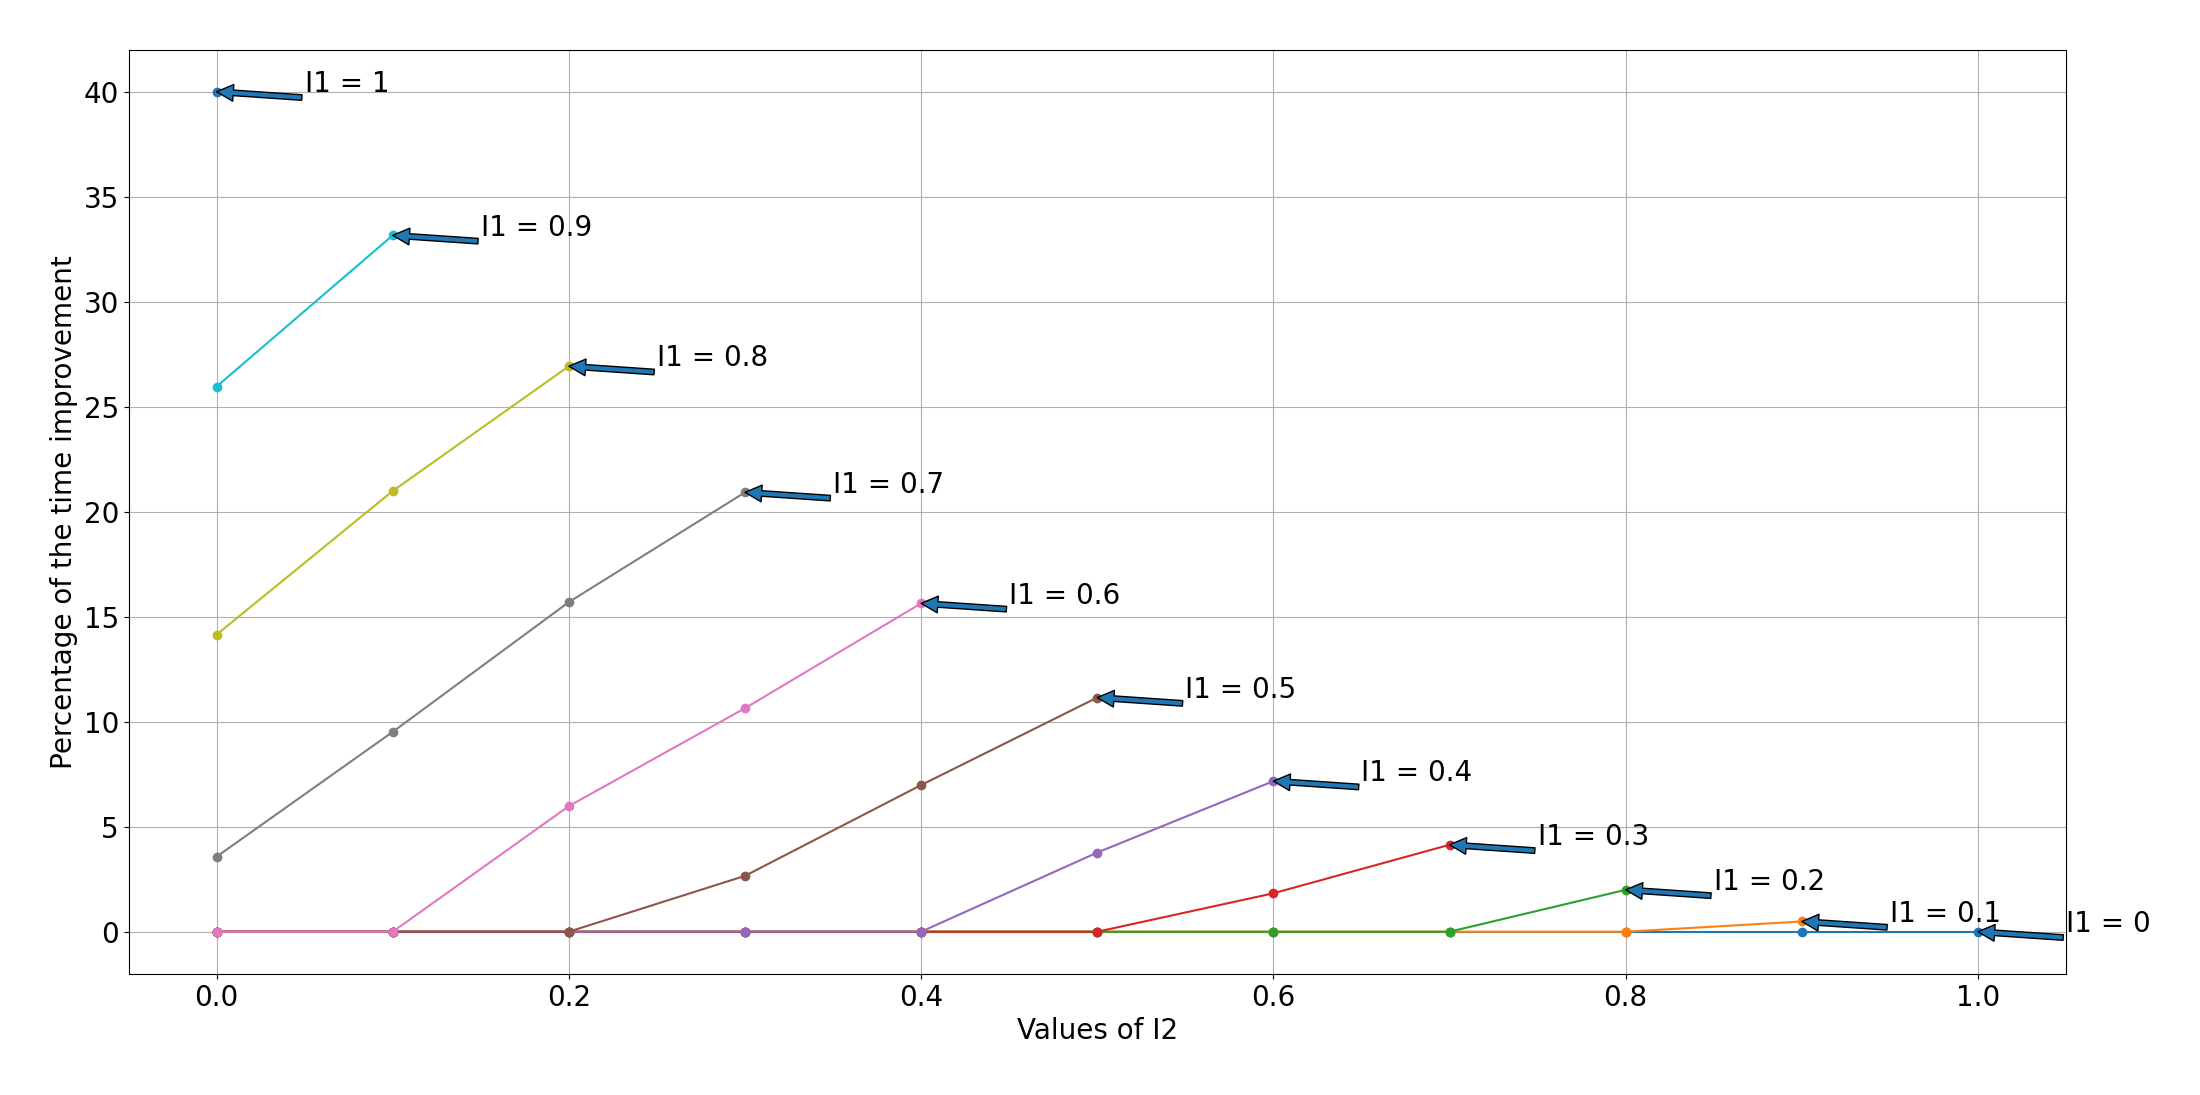 I1 = 1
40
35
I1 = 0.9
30
I1 = 0.8
25
I1 = 0.7
20
I1 = 0.6
15
I1 = 0.5
10
I1 = 0.4
5
I1 = 0.3
I1 = 0.2
I1 = 0.1
I1 = 0
0
Percentage of the time improvement
0.0 0.2 0.4 0.6 0.8 1.0
Values of I2